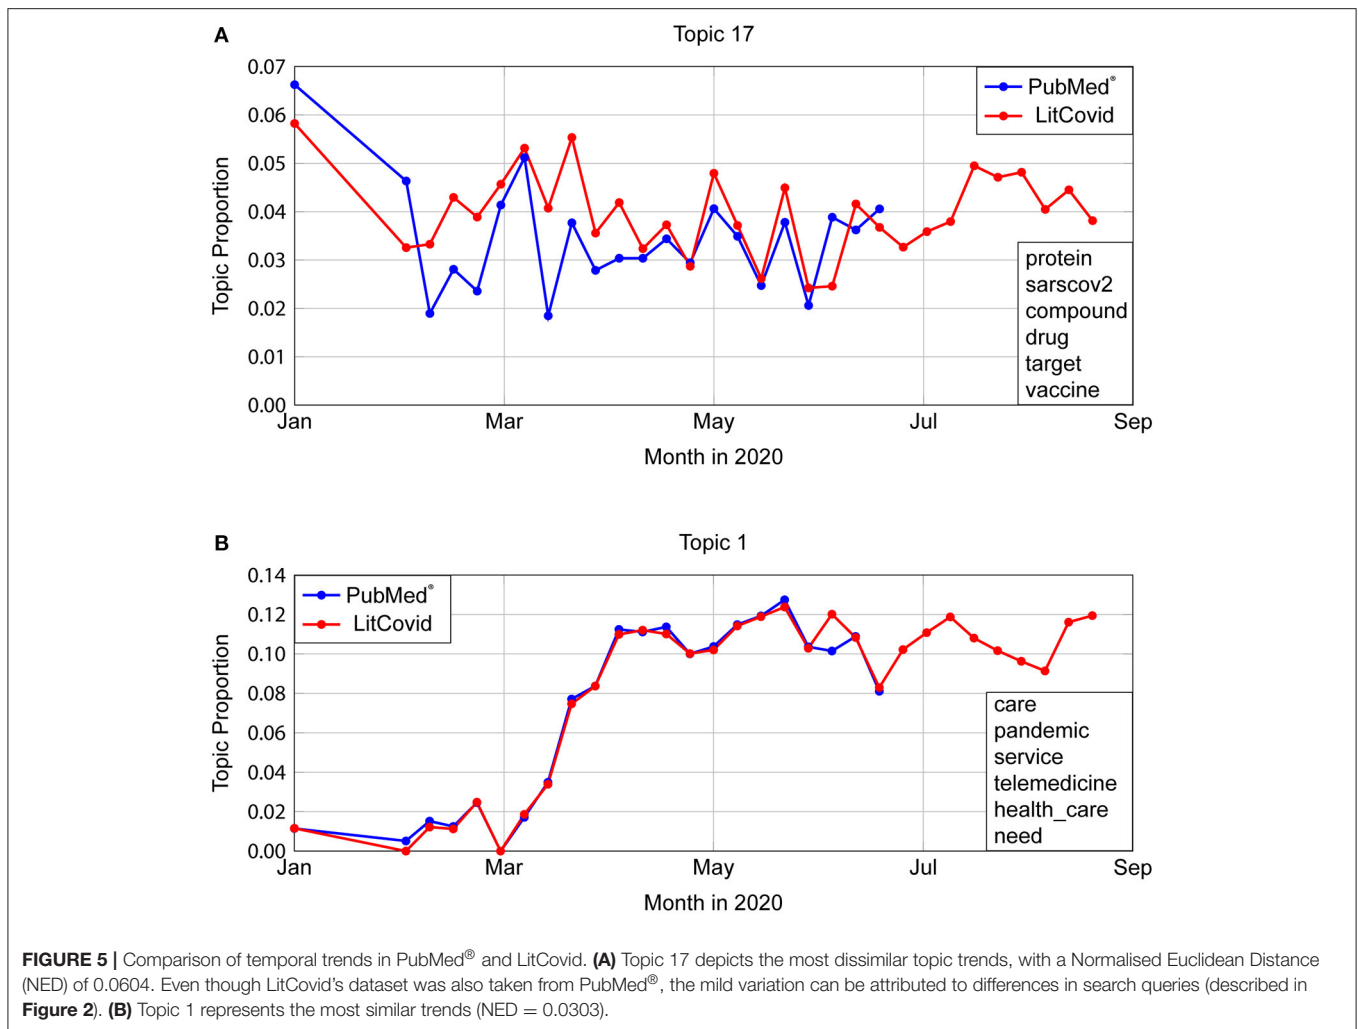 A
Topic 17
0.07
0.06
0.05
0.04
0.03
0.02
0.01
0.00
Topic Proportion
PubMed®
LitCovid
protein
sarscov2
compound
drug
target
vaccine
Jan Mar May Jul Sep
Month in 2020
B
Topic 1
0.14
0.12
0.10
0.08
0.06
0.04
0.02
0.00
Topic Proportion
PubMed®
LitCovid
care
pandemic
service
telemedicine
health_care
need
Jan Mar May Jul Sep
Month in 2020
FIGURE 5 | Comparison of temporal trends in PubMed® and LitCovid. (A) Topic 17 depicts the most dissimilar topic trends, with a Normalised Euclidean Distance
(NED) of 0.0604. Even though LitCovid’s dataset was also taken from PubMed®, the mild variation can be attributed to differences in search queries (described in
Figure 2). (B) Topic 1 represents the most similar trends (NED = 0.0303).